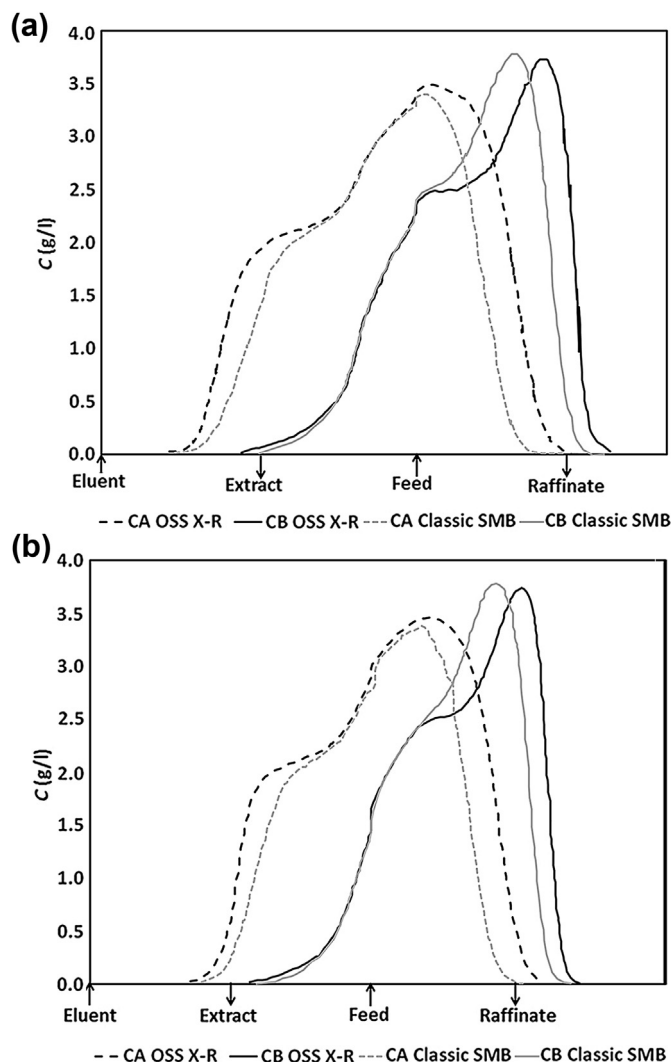 (a)
4.0
3.5
3.0
2.5
2.0
1.5
1.0
0.5
0.0
C (g/l)
Eluent
Extract
Feed
Raffinate
CA OSS X-R CB OSS X-R CA Classic SMB CB Classic SMB
(b)
4.0
3.5
3.0
2.5
2.0
1.5
1.0
0.5
0.0
C (g/l)
Eluent
Extract
Feed
Raffinate
CA OSS X-R CB OSS X-R CA Classic SMB CB Classic SMB